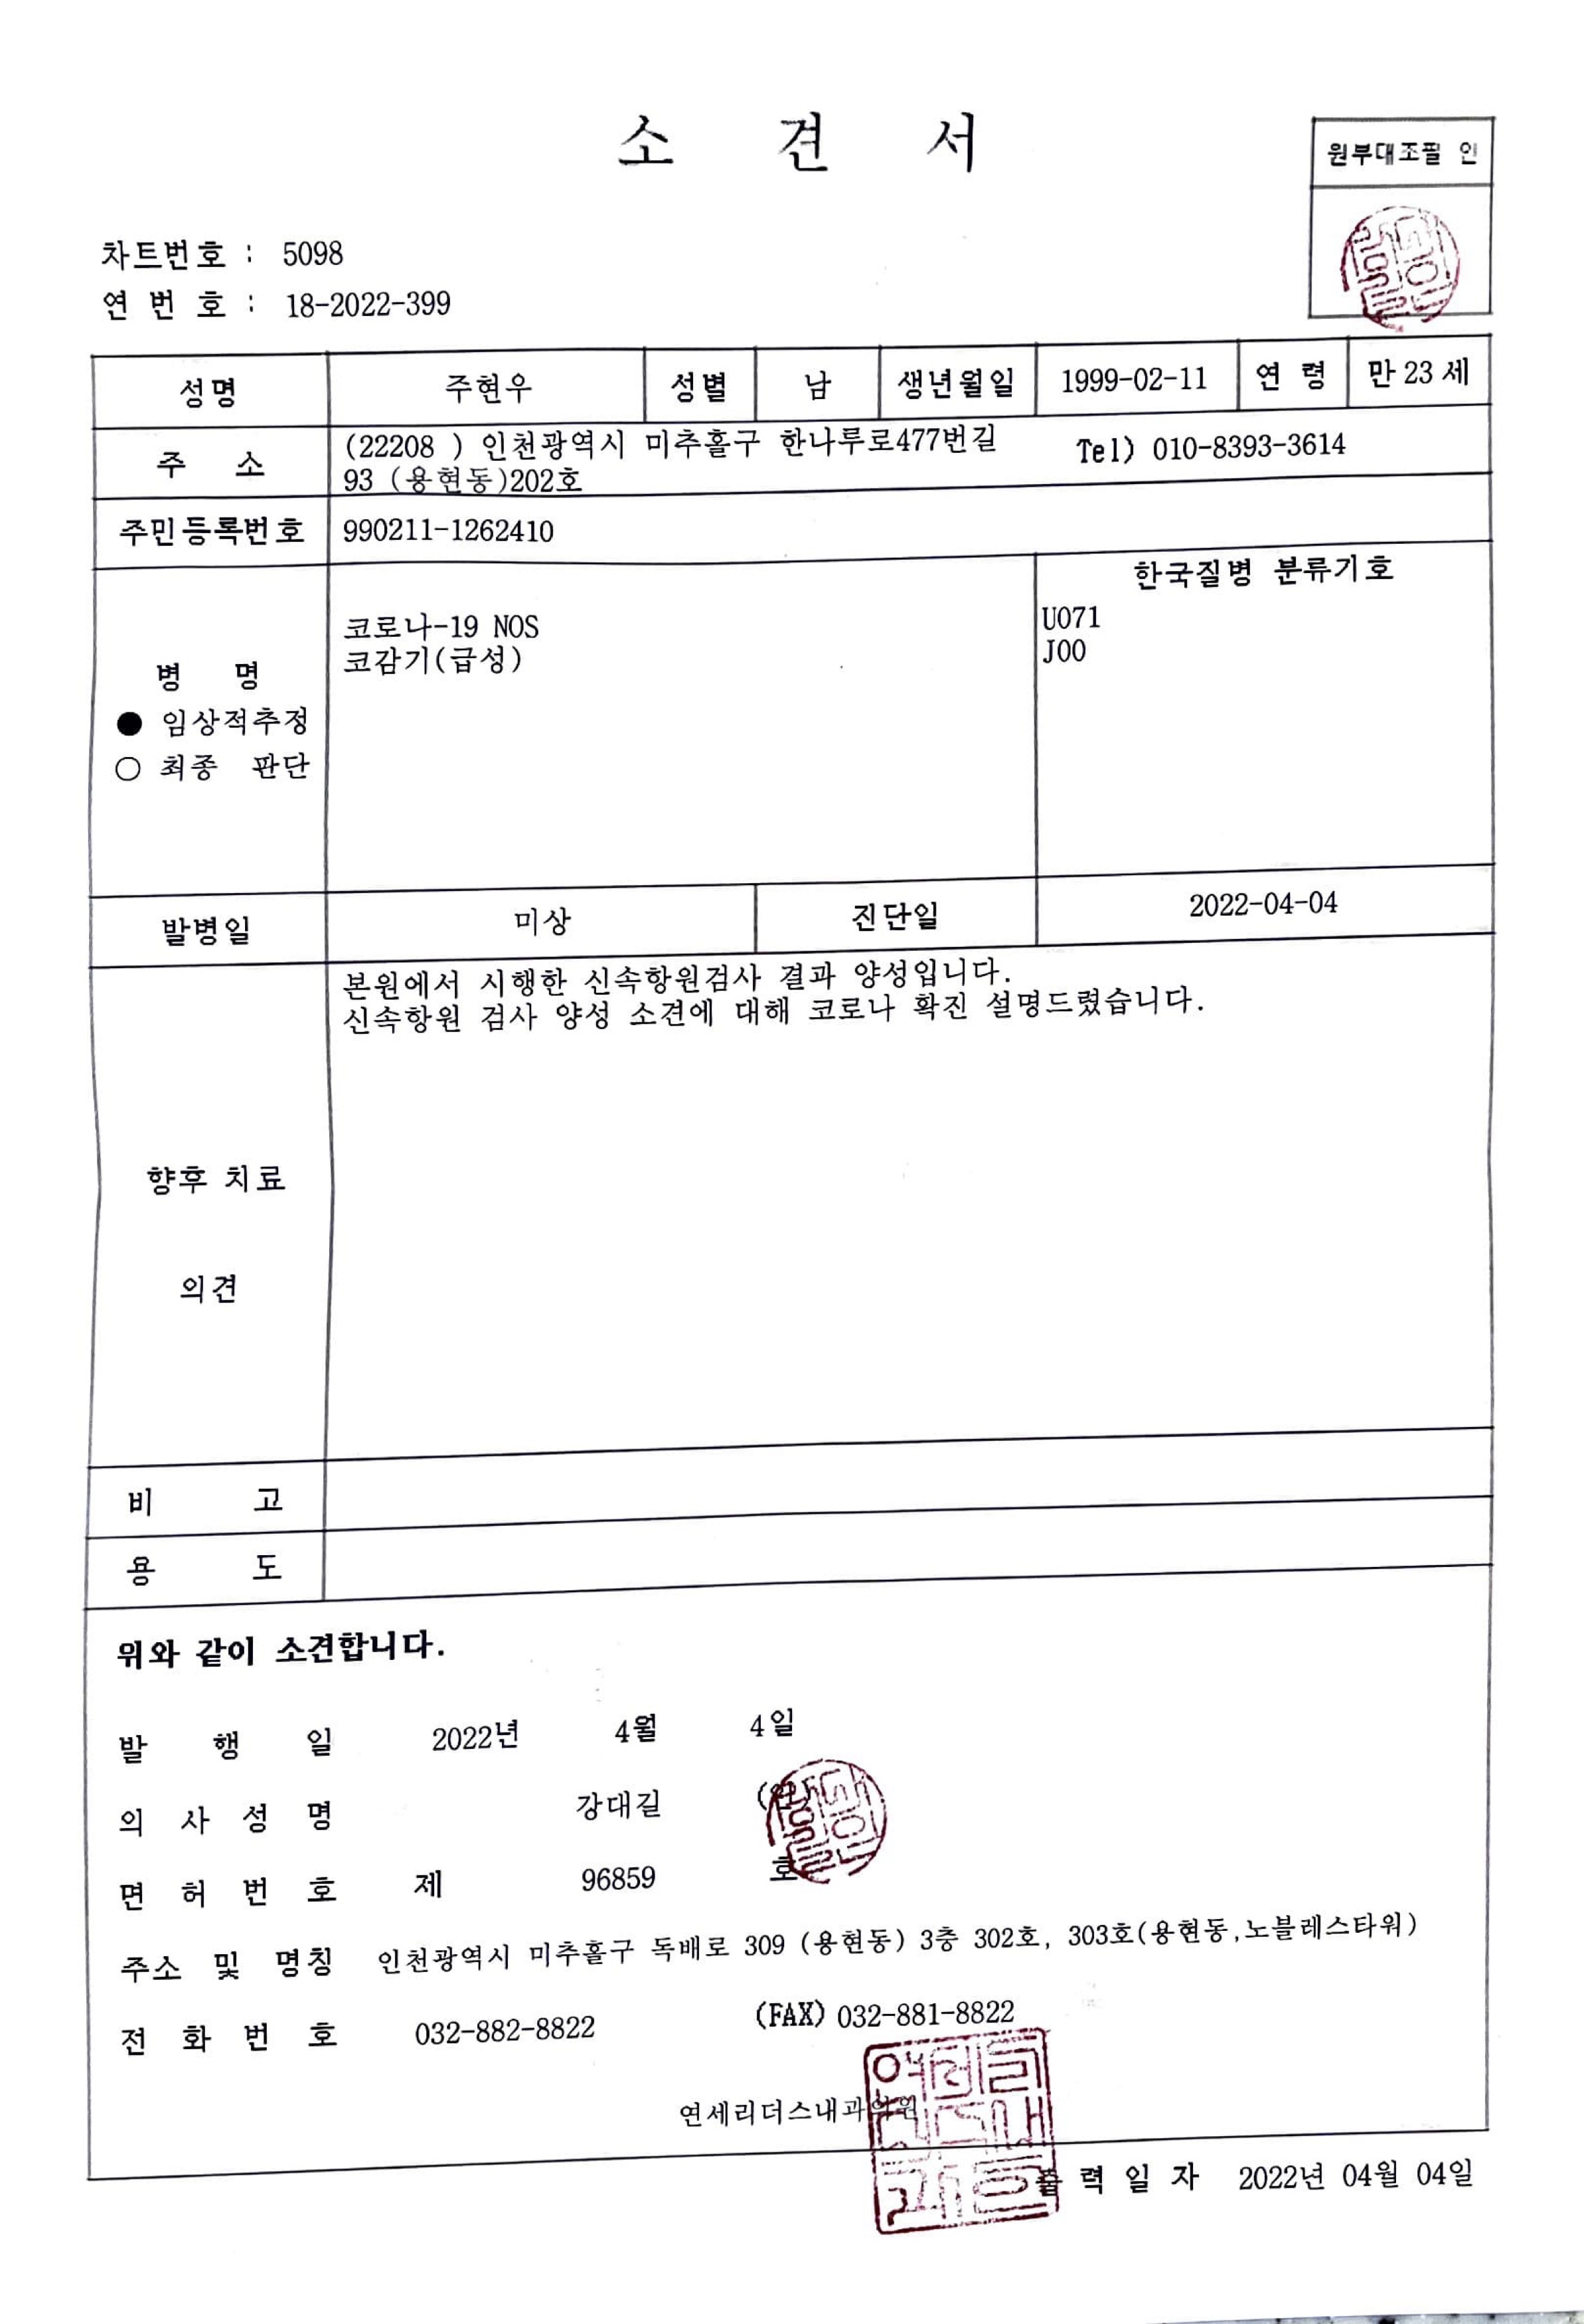 소 견 서
원부대조필 인
차트번호 : 5098
연 번 호 : 18-2022-399
성명 주현우 성별 남 생년월일 1999-02-11 연 령 만 23 세
주 소 (22208 ) 인천광역시 미추홀구 한나루로477번길 Tel) 010-8393-3614
93 (용현동)202호
주민등록번호 990211-1262410
한국질병 분류기호
코로나-19 NOS U071
코감기(급성) J00
병 명
● 임상적추정
○ 최종 판단
발병일 미상 진단일 2022-04-04
본원에서 시행한 신속항원검사 결과 양성입니다.
신속항원 검사 양성 소견에 대해 코로나 확진 설명드렸습니다.
향후 치료
의견
비 고
용 도
위와 같이 소견합니다.
발 행 일 2022년 4월 4일
의 사 성 명 강대길 (인)
면 허 번 호 제 96859 호
주소 및 명칭 인천광역시 미추홀구 독배로 309 (용현동) 3층 302호, 303호(용현동,노블레스타워)
전 화 번 호 032-882-8822 (FAX) 032-881-8822
연세리더스내과의원
출 력 일 자 2022년 04월 04일